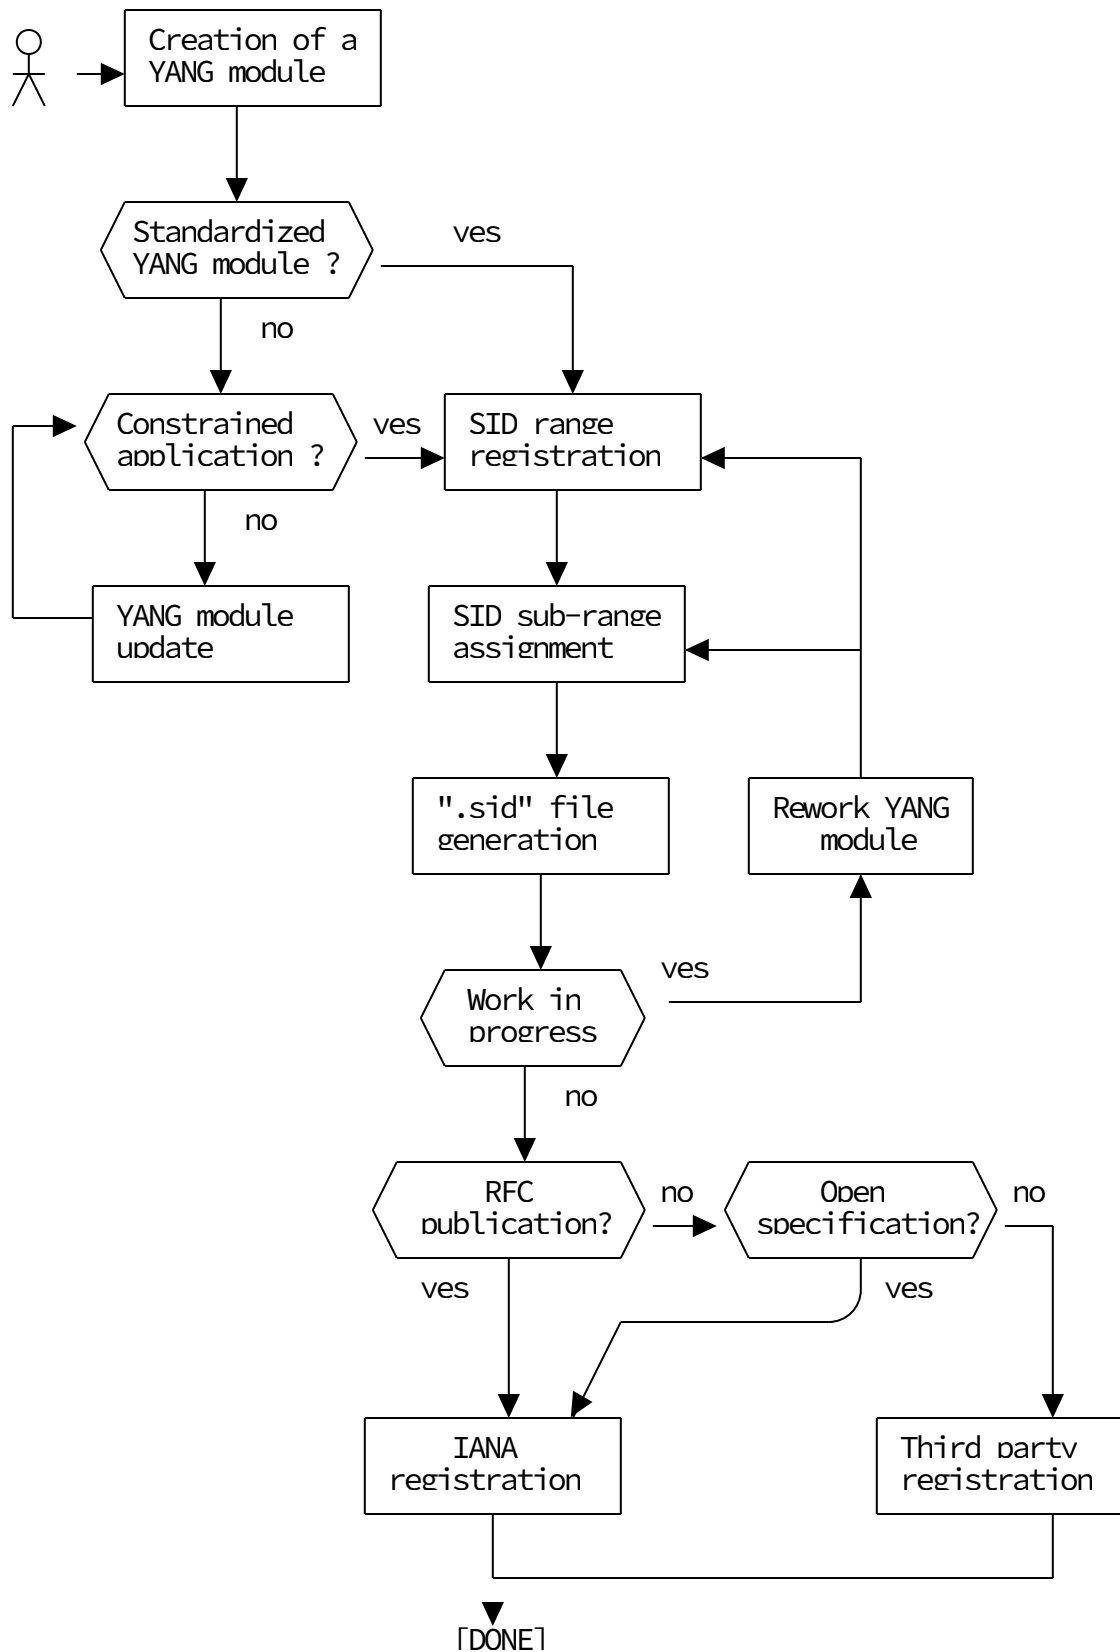 Creation of a
YANG module
Standardized
YANG module ?
yes
no
Constrained
application ?
yes
SID range
registration
no
YANG module
update
SID sub-range
assignment
".sid" file
generation
Rework YANG
module
yes
Work in
progress
no
RFC
publication?
no
Open
specification?
no
yes
yes
IANA
registration
Third party
registration
[DONE]